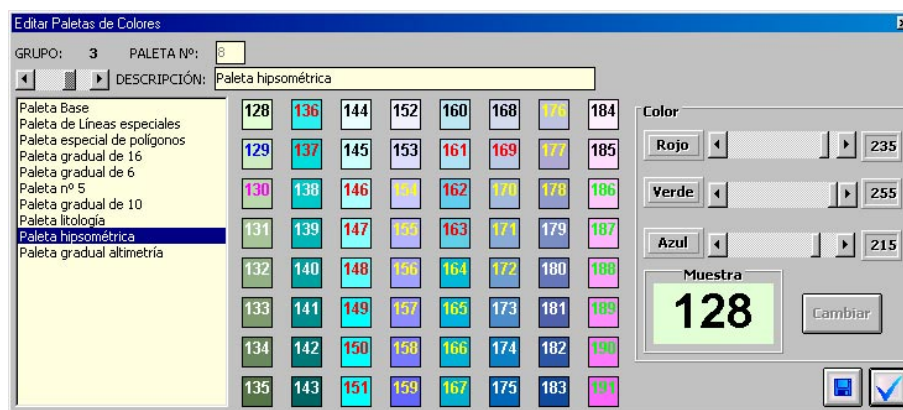 Editar Paletas de Colores
GRUPO: 3 PALETA Nº: 8
DESCRIPCIÓN: Paleta hipsométrica
Paleta Base
Paleta de Líneas especiales
Paleta especial de polígonos
Paleta gradual de 16
Paleta gradual de 6
Paleta nº 5
Paleta gradual de 10
Paleta litología
Paleta hipsométrica
Paleta gradual altimetría
128 136 144 152 160 168 176 184
129 137 145 153 161 169 177 185
130 138 146 154 162 170 178 186
131 139 147 155 163 171 179 187
132 140 148 156 164 172 180 188
133 141 149 157 165 173 181 189
134 142 150 158 166 174 182 190
135 143 151 159 167 175 183 191
Color
Rojo 235
Verde 255
Azul 215
Muestra
128
Cambiar